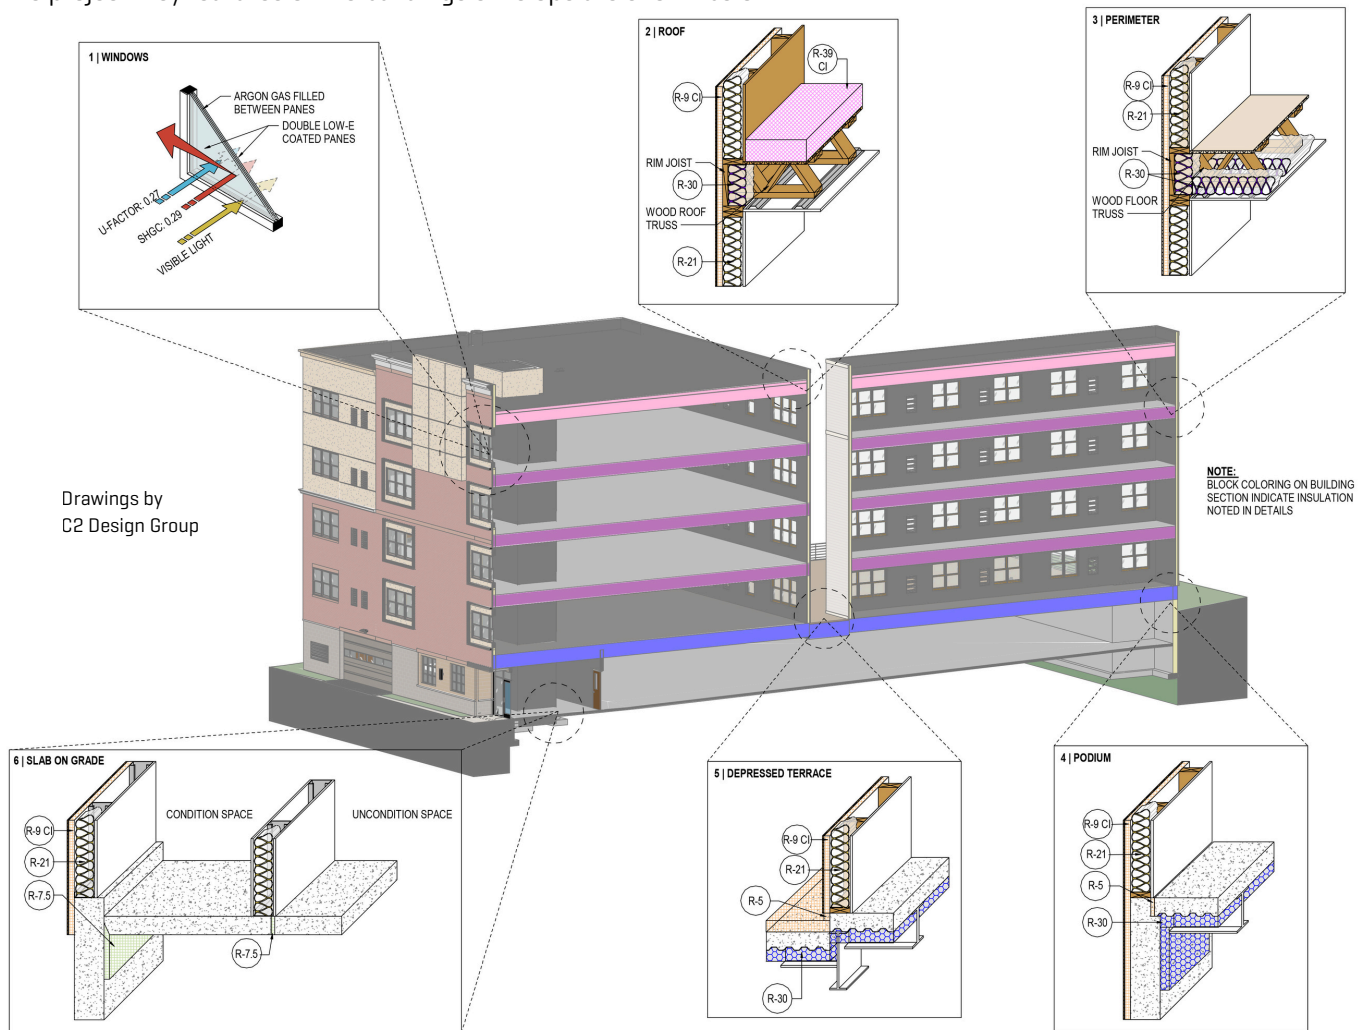 1 | WINDOWS
ARGON GAS FILLED
BETWEEN PANES
DOUBLE LOW-E
COATED PANES
U-FACTOR: 0.27
SHGC: 0.29
VISIBLE LIGHT
2 | ROOF
R-39
CI
R-9 CI
RIM JOIST
R-30
WOOD ROOF
TRUSS
R-21
3 | PERIMETER
R-9 CI
R-21
RIM JOIST
R-30
WOOD FLOOR
TRUSS
Drawings by
C2 Design Group
NOTE:
BLOCK COLORING ON BUILDING
SECTION INDICATE INSULATION
NOTED IN DETAILS
6 | SLAB ON GRADE
CONDITION SPACE
UNCONDITION SPACE
R-9 CI
R-21
R-7.5
R-7.5
5 | DEPRESSED TERRACE
R-9 CI
R-21
R-5
R-30
4 | PODIUM
R-9 CI
R-21
R-5
R-30